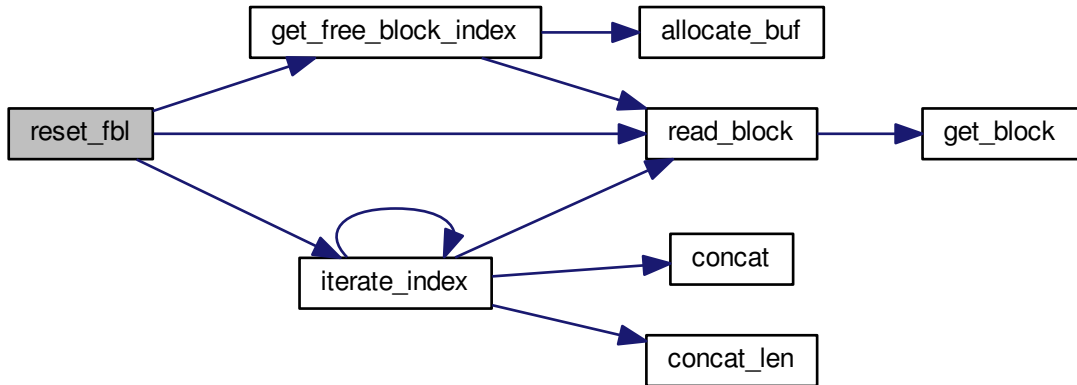 get_free_block_index
allocate_buf
reset_fbl
read_block
get_block
concat
iterate_index
concat_len